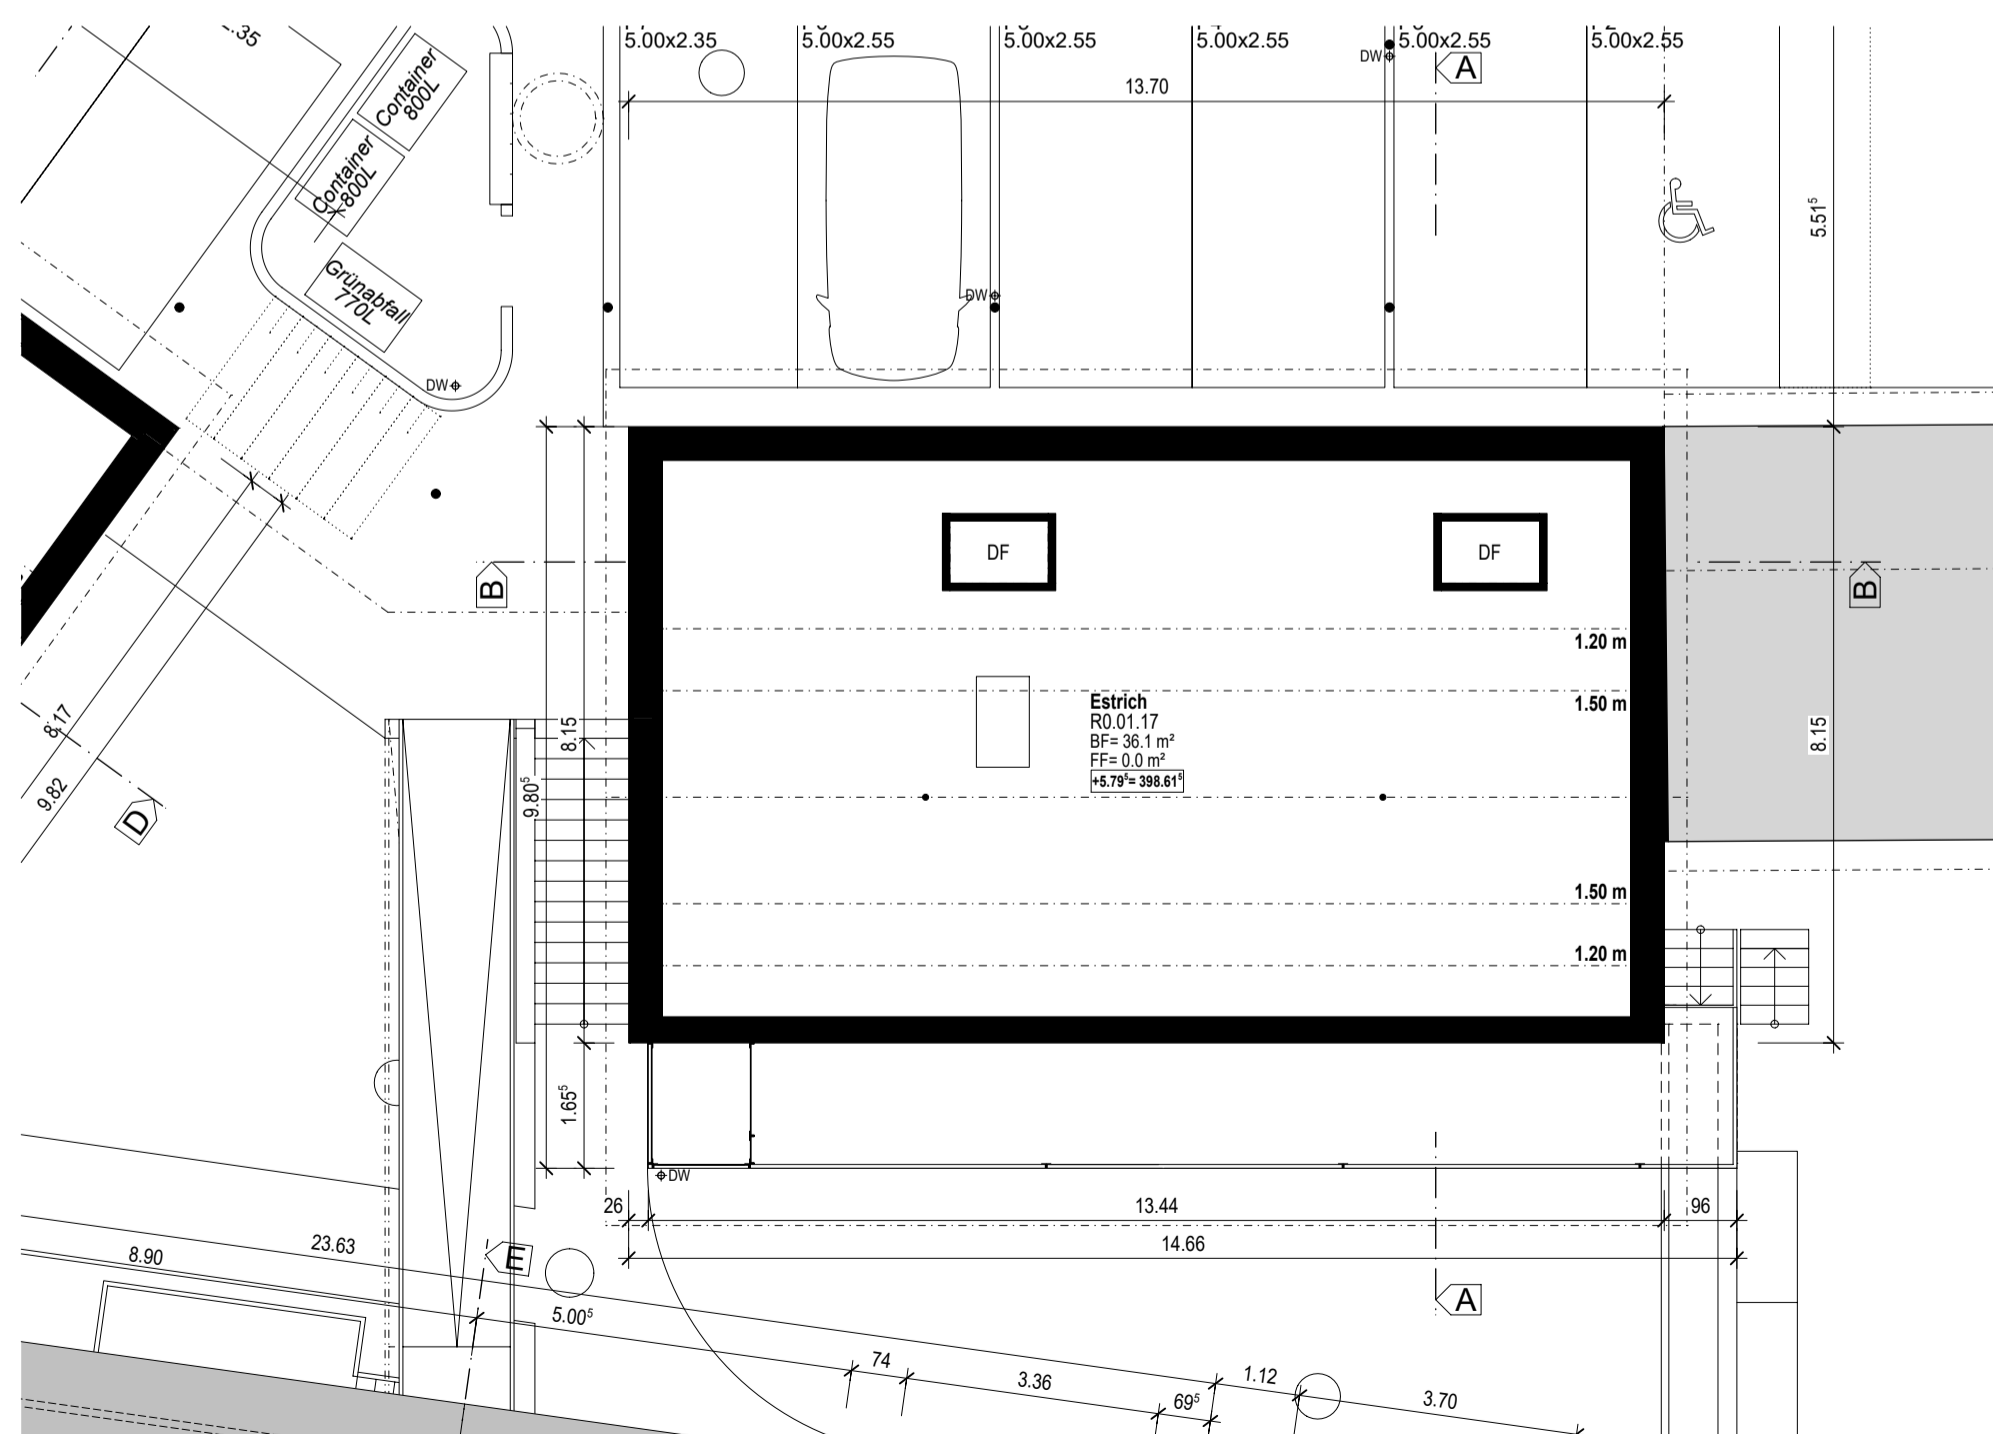 5.00x2.35
5.00x2.55
5.00x2.55
5.00x2.55
5.00x2.55
5.00x2.55
DW
A
13.70
Container
800L
Container
800L
Grünabfall
770L
DW
DW
5.51⁵
DF
DF
B
B
1.20 m
1.50 m
Estrich
R0.01.17
BF= 36.1 m²
FF= 0.0 m²
+5.79⁵= 398.61⁵
8.15
9.80⁵
8.15
8.17
9.82
D
1.50 m
1.20 m
1.65⁵
DW
26
13.44
96
14.66
23.63
8.90
E
5.00⁵
A
74
3.36
69⁵
1.12
3.70